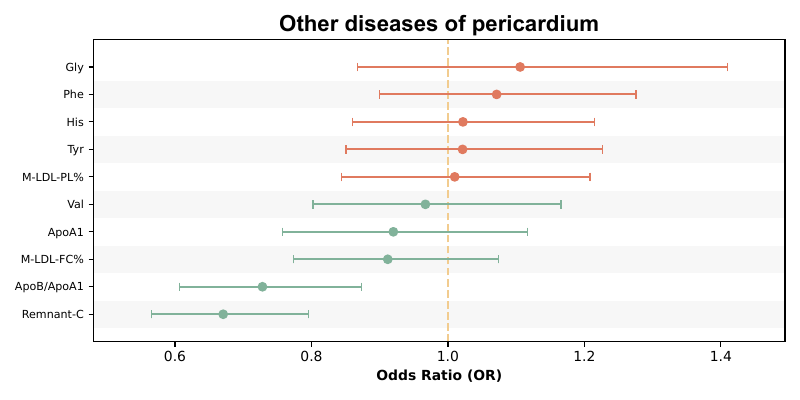 Other diseases of pericardium
Gly
Phe
His
Tyr
M-LDL-PL%
Val
ApoA1
M-LDL-FC%
ApoB/ApoA1
Remnant-C
0.6 0.8 1.0 1.2 1.4
Odds Ratio (OR)